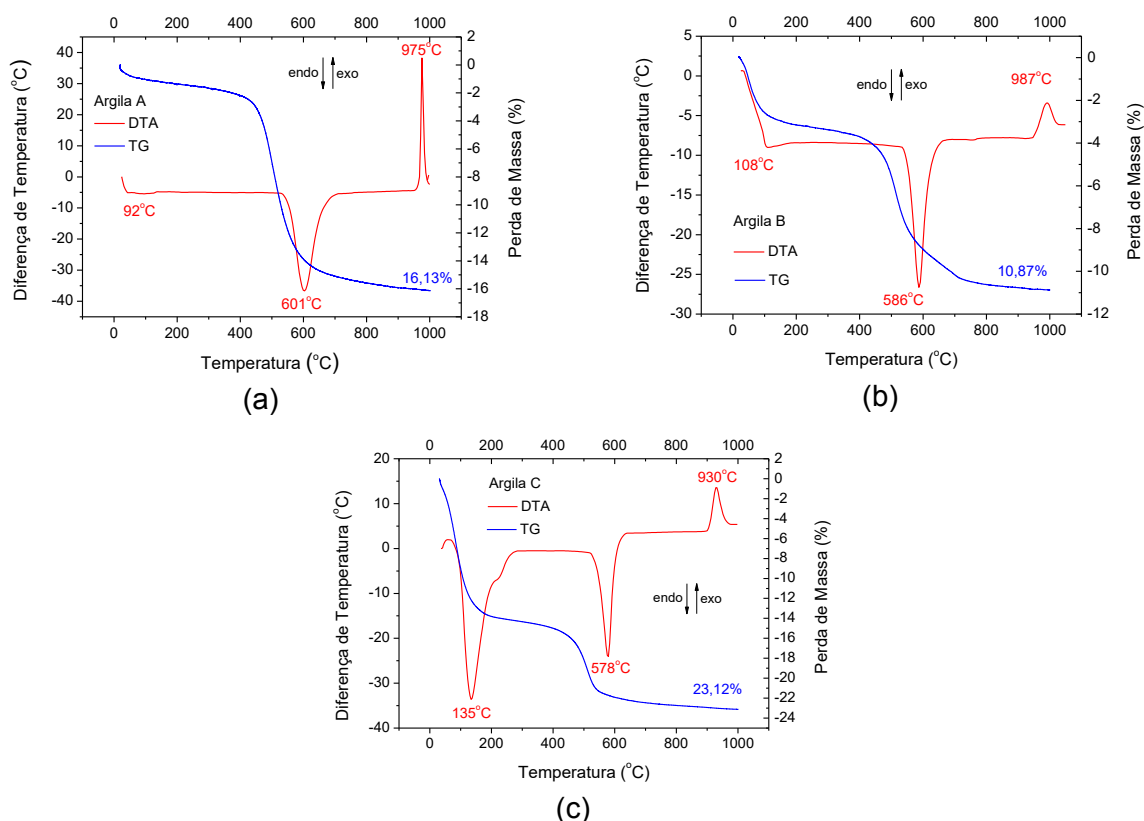 0 200 400 600 800 1000
40
30
20
10
0
-10
-20
-30
-40
Diferença de Temperatura (°C)
Argila A
DTA
TG
endo
exo
975°C
92°C
601°C
16,13%
2
0
-2
-4
-6
-8
-10
-12
-14
-16
-18
Perda de Massa (%)
0 200 400 600 800 1000
Temperatura (°C)
(a)
0 200 400 600 800 1000
5
0
-5
-10
-15
-20
-25
-30
Diferença de Temperatura (°C)
endo
exo
987°C
108°C
Argila B
DTA
TG
586°C
10,87%
0
-2
-4
-6
-8
-10
-12
Perda de Massa (%)
0 200 400 600 800 1000
Temperatura (°C)
(b)
0 200 400 600 800 1000
20
10
0
-10
-20
-30
-40
Diferença de Temperatura (°C)
Argila C
DTA
TG
930°C
endo
exo
578°C
135°C
23,12%
2
0
-2
-4
-6
-8
-10
-12
-14
-16
-18
-20
-22
-24
Perda de Massa (%)
0 200 400 600 800 1000
Temperatura (°C)
(c)